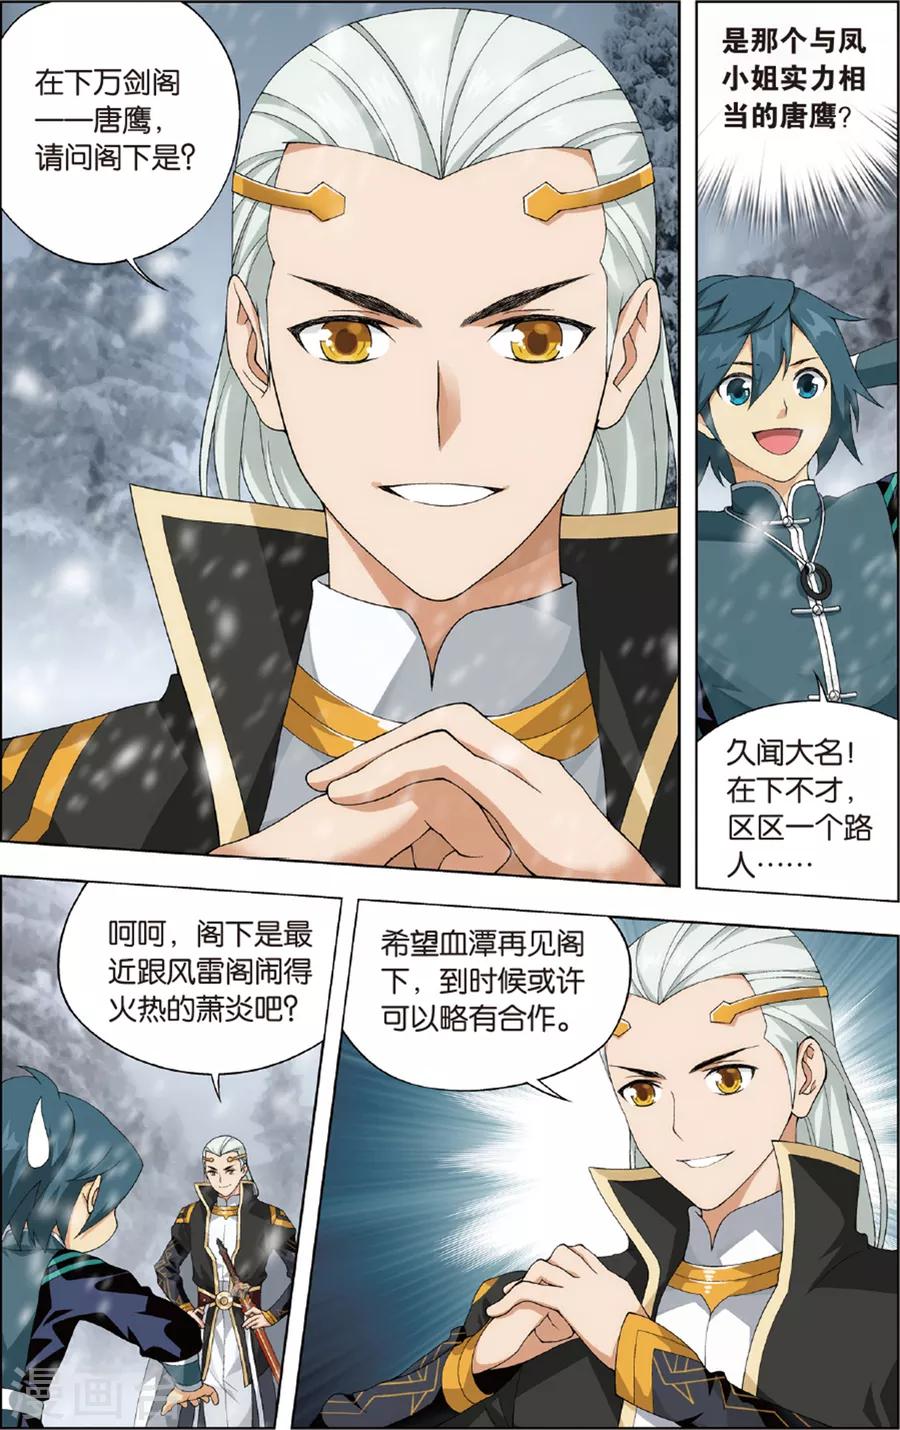 在下万剑阁
——唐鹰，
请问阁下是？
是那个与凤
小姐实力相
当的唐鹰？
久闻大名！
在下不才，
区区一个路
人……
呵呵，阁下是最
近跟风雷阁闹得
火热的萧炎吧？
希望血潭再见阁
下，到时候或许
可以略有合作。
漫画台